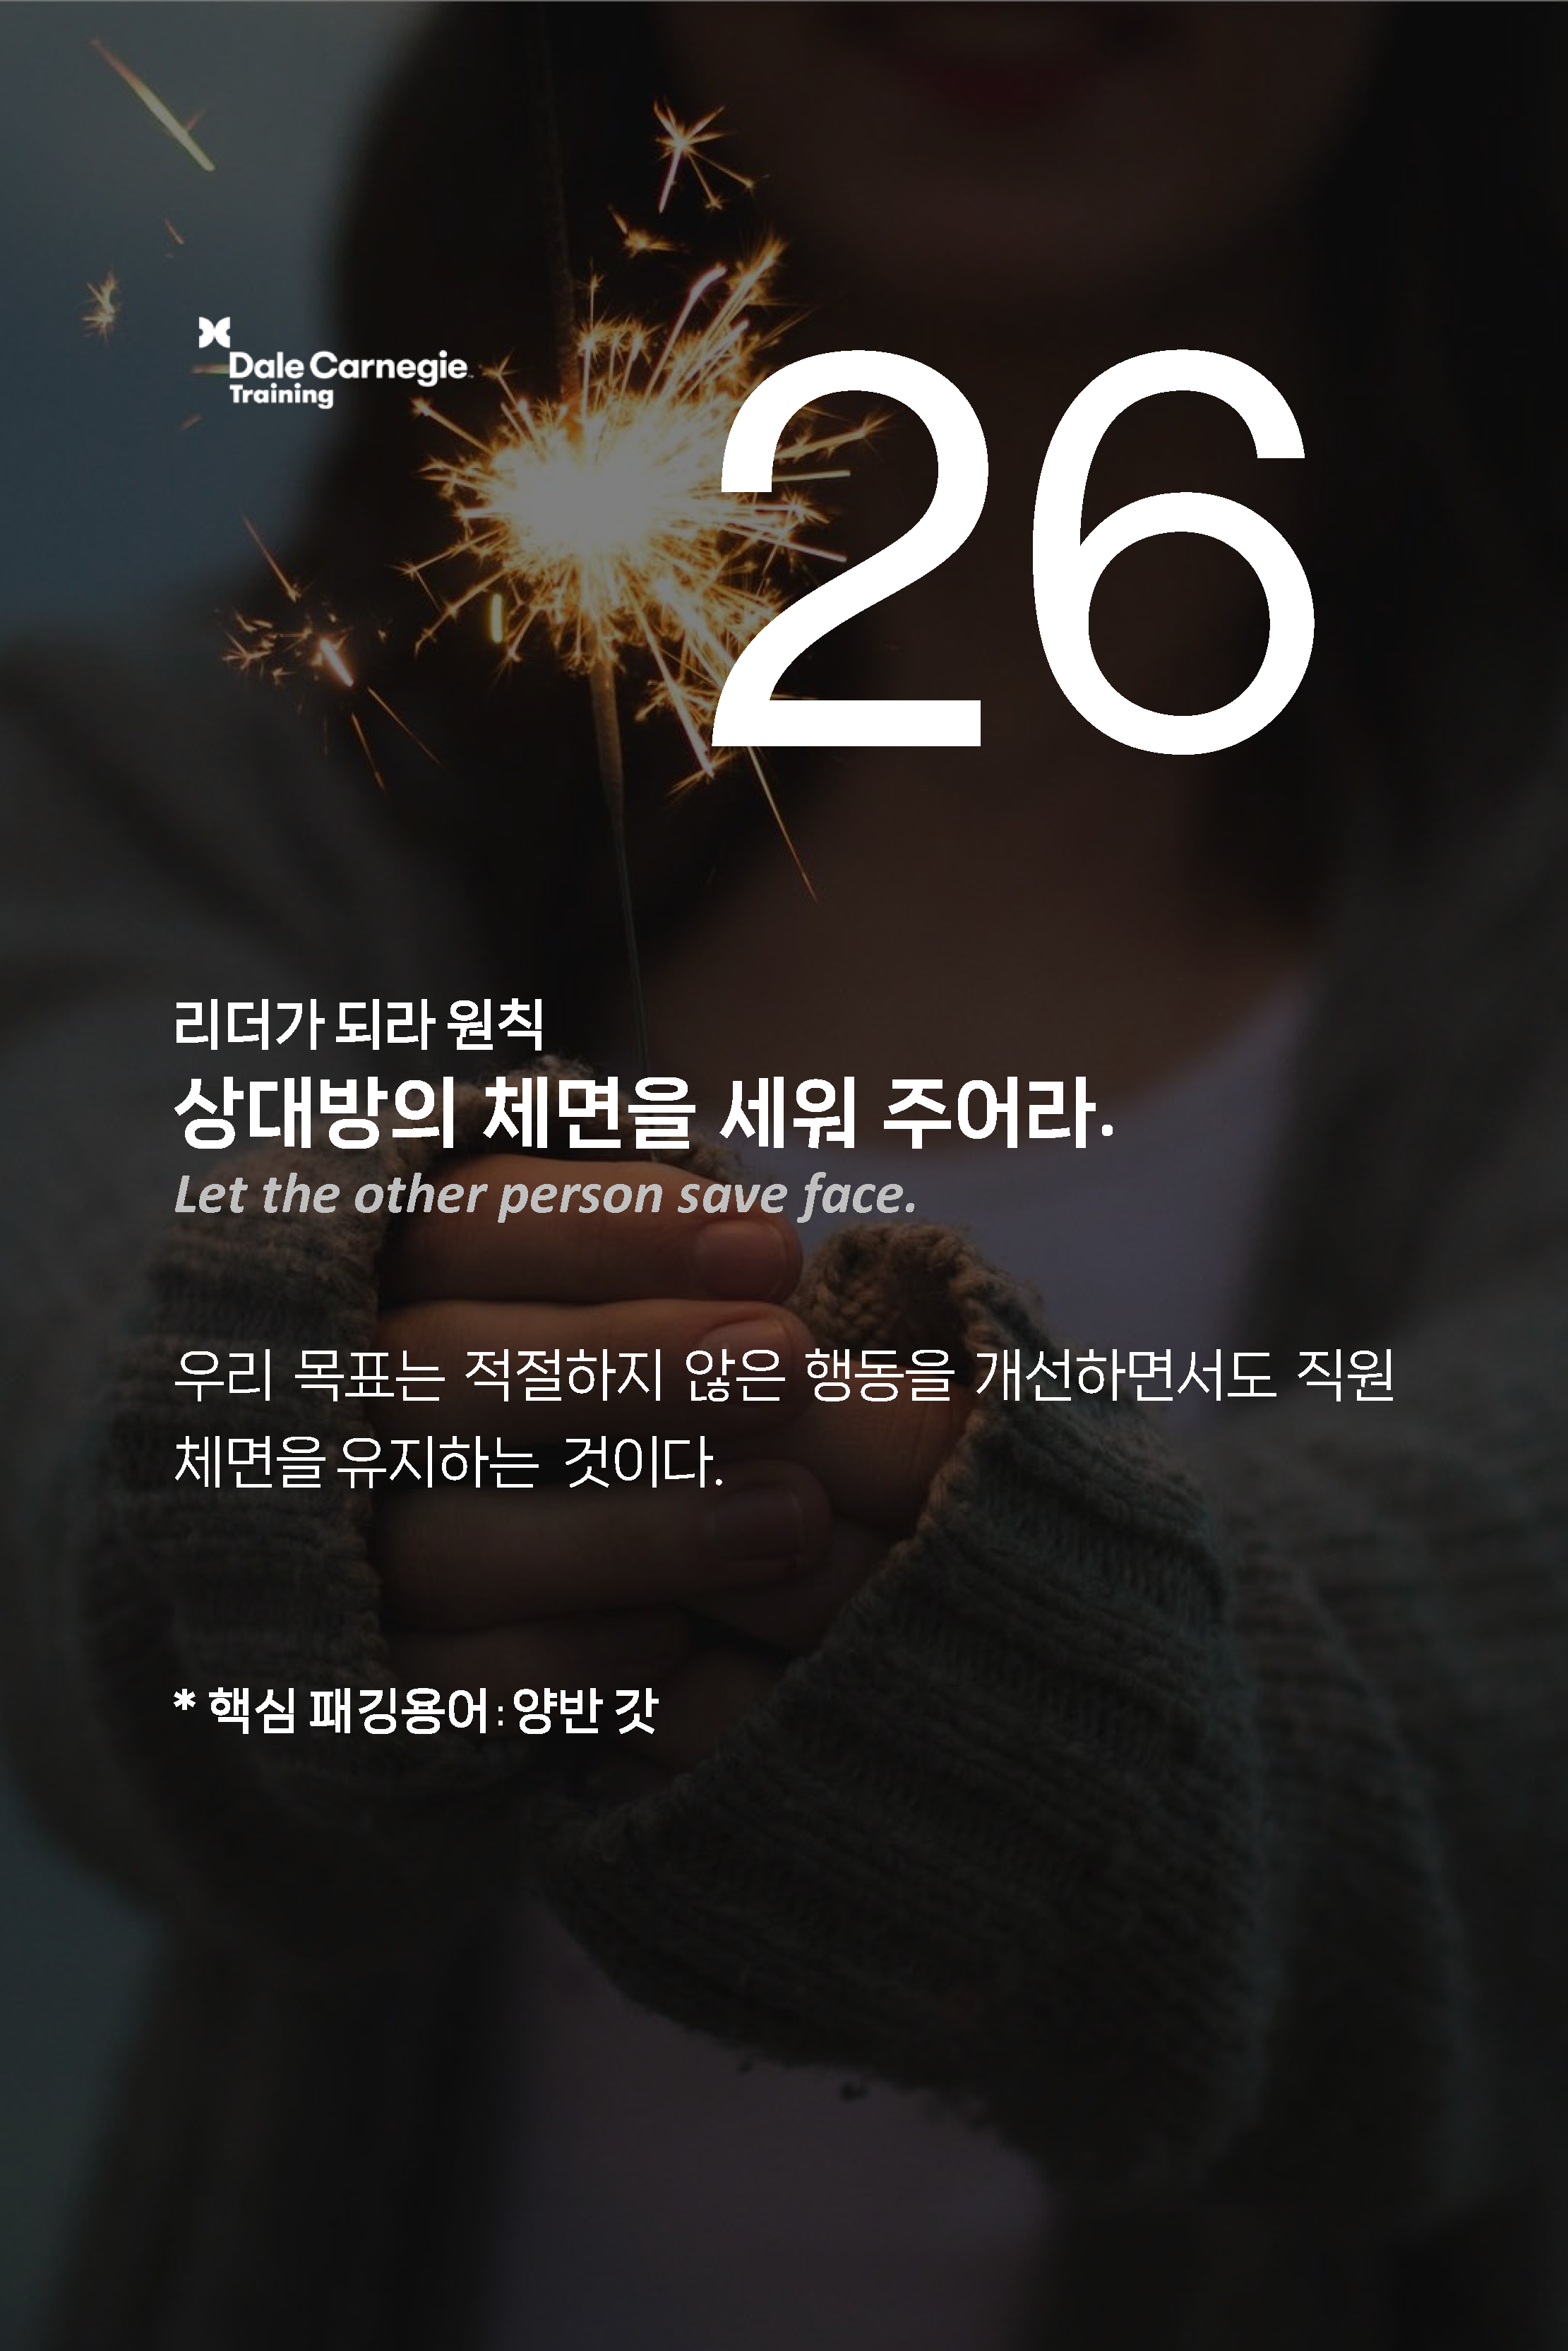 Dale Carnegie
Training
26
리더가 되라 원칙
상대방의 체면을 세워 주어라.
Let the other person save face.
우리 목표는 적절하지 않은 행동을 개선하면서도 직원
체면을 유지하는 것이다.
* 핵심 패깅용어 : 양반 갓